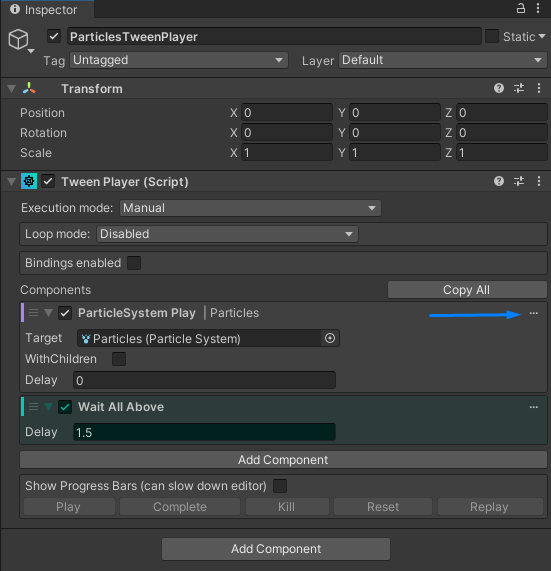 Inspector
ParticlesTweenPlayer Static
Tag Untagged Layer Default
Transform
Position X 0 Y 0 Z 0
Rotation X 0 Y 0 Z 0
Scale X 1 Y 1 Z 1
Tween Player (Script)
Execution mode: Manual
Loop mode: Disabled
Bindings enabled
Components Copy All
ParticleSystem Play | Particles ...
Target Particles (Particle System)
WithChildren
Delay 0
Wait All Above ...
Delay 1.5
Add Component
Show Progress Bars (can slow down editor)
Play Complete Kill Reset Replay
Add Component